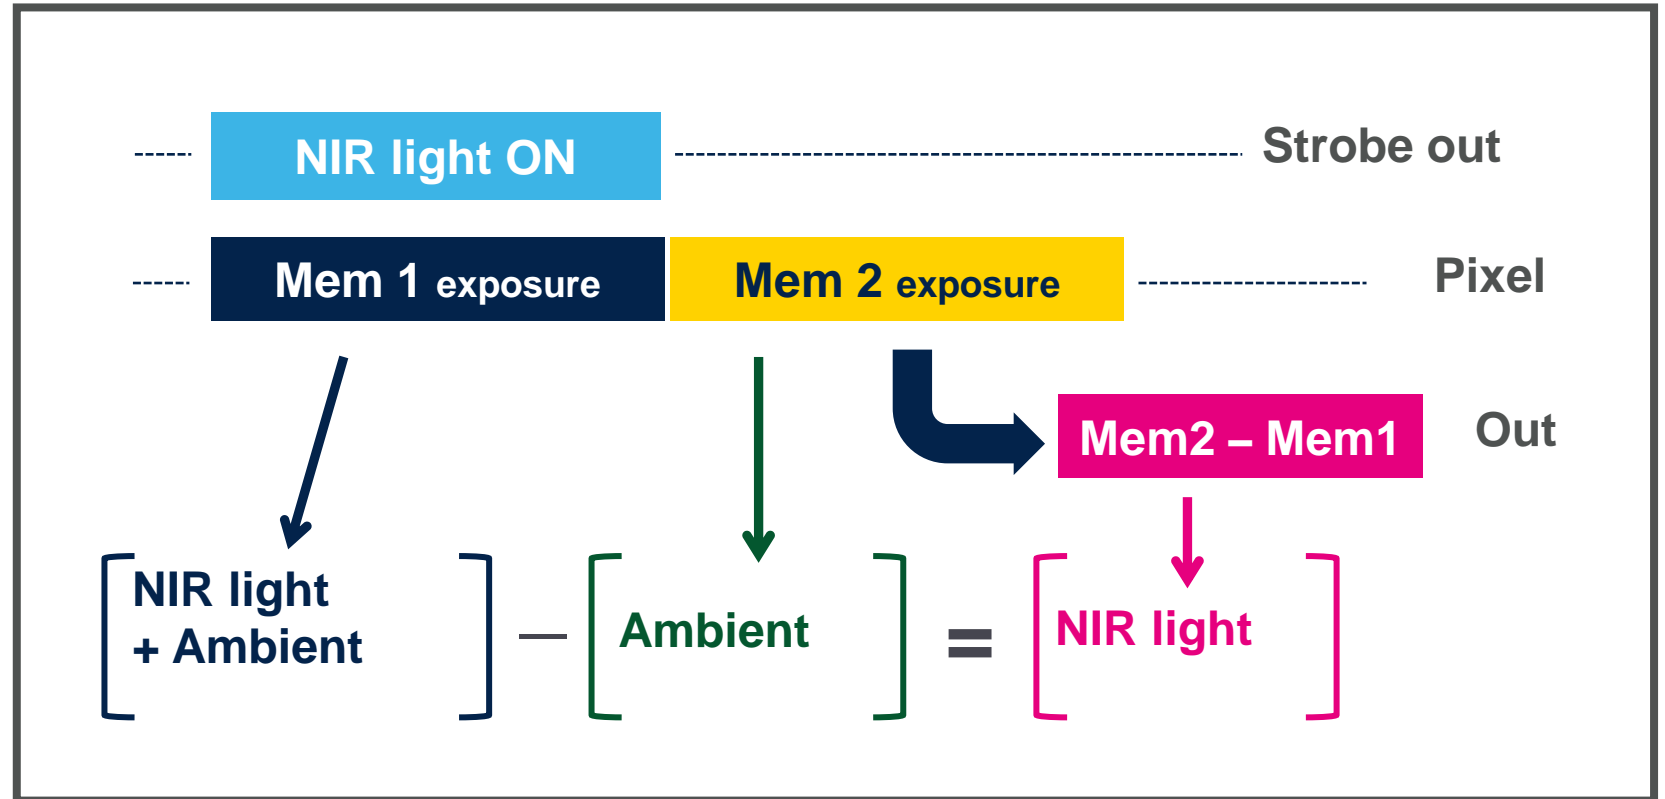 NIR light ON
Strobe out
Mem 1 exposure
Mem 2 exposure
Pixel
Mem2 – Mem1
Out
NIR light
+ Ambient
—
Ambient
=
NIR light